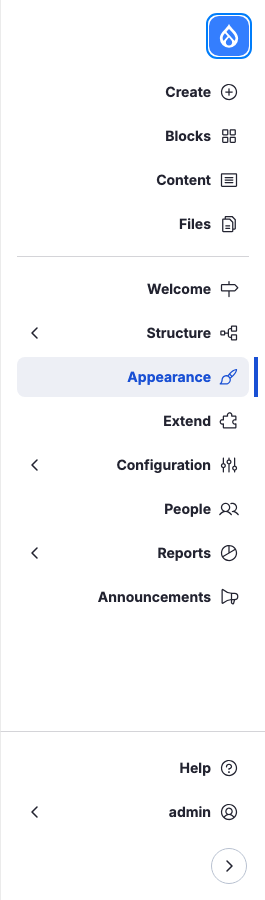 Create
Blocks
Content
Files
Welcome
Structure
Appearance
Extend
Configuration
People
Reports
Announcements
Help
admin